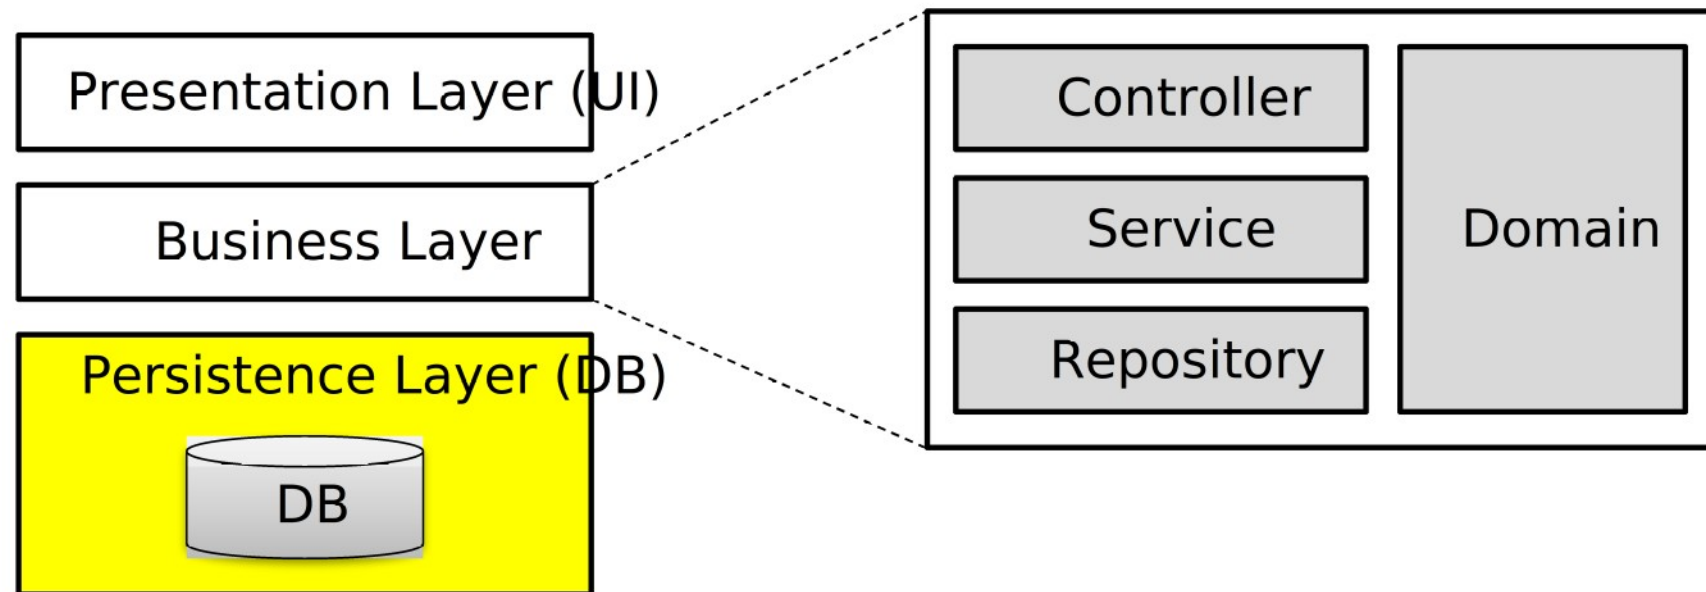 Presentation Layer (UI)
Business Layer
Persistence Layer (DB)
DB
Controller
Service
Repository
Domain